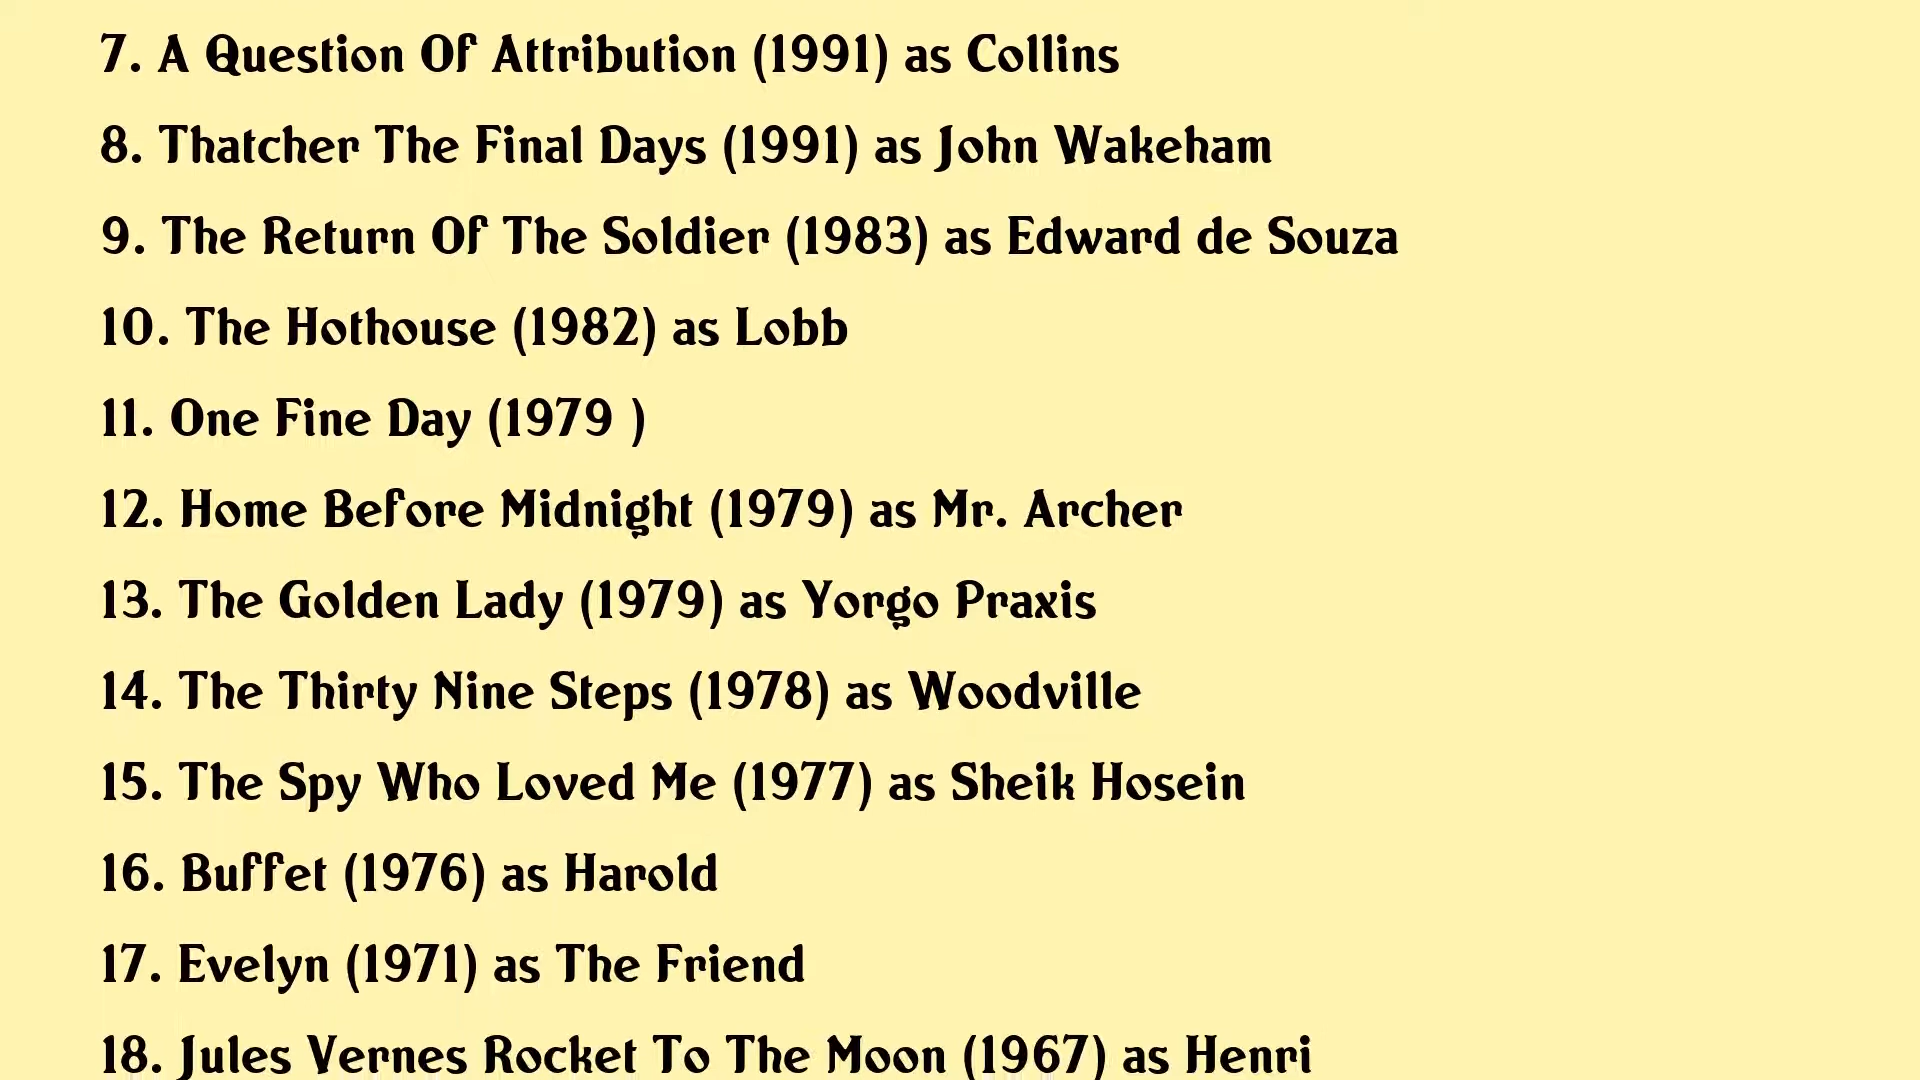 7. A Question Of Attribution (1991) as Collins
8. Thatcher The Final Days (1991) as John Wakeham
9. The Return Of The Soldier (1983) as Edward de Souza
10. The Hothouse (1982) as Lobb
11. One Fine Day (1979 )
12. Home Before Midnight (1979) as Mr. Archer
13. The Golden Lady (1979) as Yorgo Praxis
14. The Thirty Nine Steps (1978) as Woodville
15. The Spy Who Loved Me (1977) as Sheik Hosein
16. Buffet (1976) as Harold
17. Evelyn (1971) as The Friend
18. Jules Vernes Rocket To The Moon (1967) as Henri